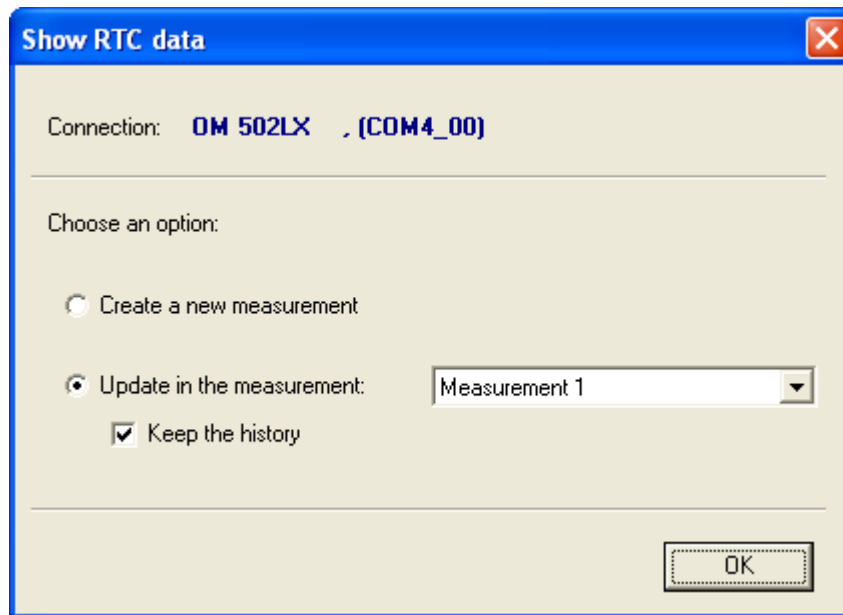 Show RTC data
Connection: OM 502LX , (COM4_00)
Choose an option:
Create a new measurement
Update in the measurement: Measurement 1
Keep the history
OK